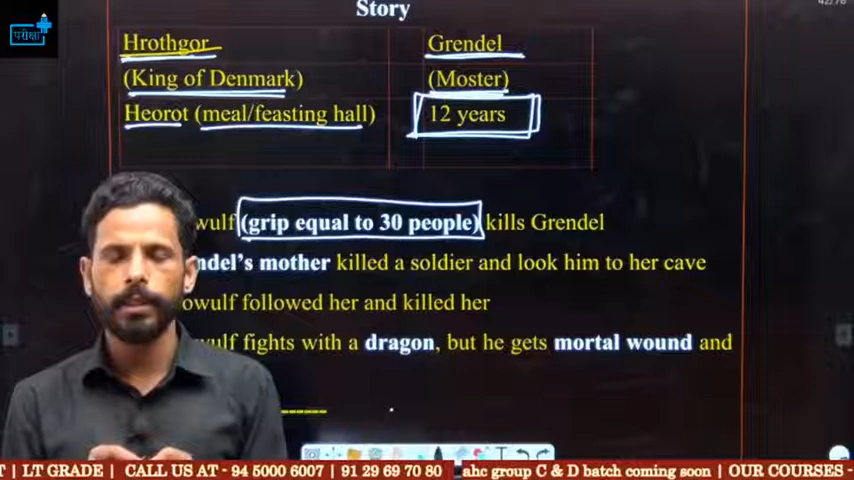 Story
42/78
परीक्षा
Hrothgor Grendel
(King of Denmark) (Moster)
Heorot (meal/feasting hall) 12 years
wulf (grip equal to 30 people) kills Grendel
ndel's mother killed a soldier and look him to her cave
owulf followed her and killed her
wulf fights with a dragon, but he gets mortal wound and
T | LT GRADE | CALL US AT - 94 5000 6007 | 91 29 69 70 80 ahc group C & D batch coming soon | OUR COURSES -